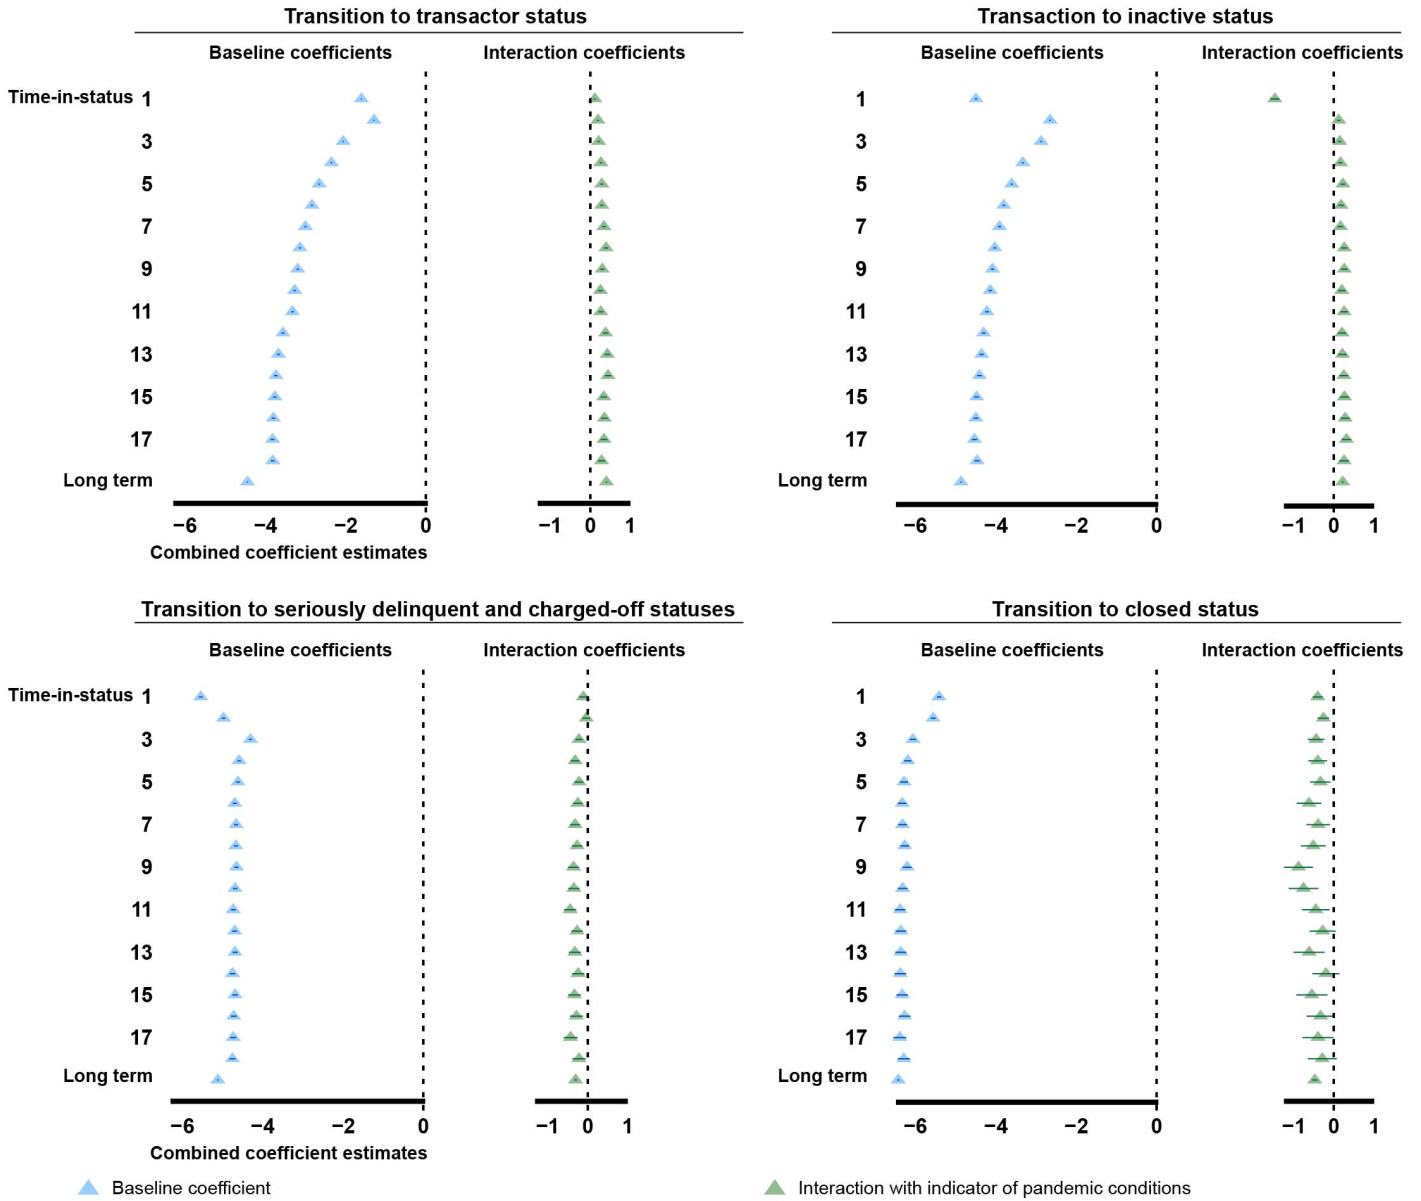 Transition to transactor status
Baseline coefficients Interaction coefficients
Time-in-status 1
3
5
7
9
11
13
15
17
Long term
−6 −4 −2 0 −1 0 1
Combined coefficient estimates
Transaction to inactive status
Baseline coefficients Interaction coefficients
1
3
5
7
9
11
13
15
17
Long term
−6 −4 −2 0 −1 0 1
Transition to seriously delinquent and charged-off statuses
Baseline coefficients Interaction coefficients
Time-in-status 1
3
5
7
9
11
13
15
17
Long term
−6 −4 −2 0 −1 0 1
Combined coefficient estimates
Transition to closed status
Baseline coefficients Interaction coefficients
1
3
5
7
9
11
13
15
17
Long term
−6 −4 −2 0 −1 0 1
Baseline coefficient
Interaction with indicator of pandemic conditions